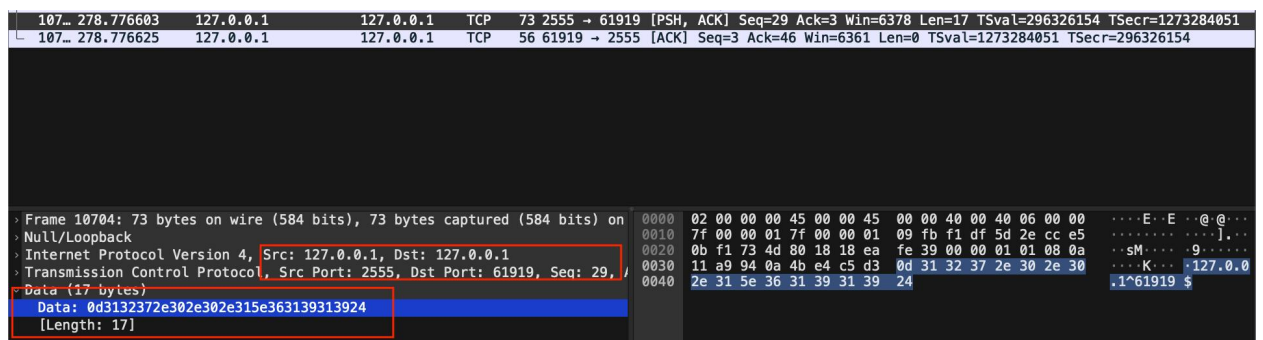 107… 278.776603 127.0.0.1 127.0.0.1 TCP 73 2555 → 61919 [PSH, ACK] Seq=29 Ack=3 Win=6378 Len=17 TSval=296326154 TSecr=1273284051
107… 278.776625 127.0.0.1 127.0.0.1 TCP 56 61919 → 2555 [ACK] Seq=3 Ack=46 Win=6361 Len=0 TSval=1273284051 TSecr=296326154
Frame 10704: 73 bytes on wire (584 bits), 73 bytes captured (584 bits) on
Null/Loopback
Internet Protocol Version 4, Src: 127.0.0.1, Dst: 127.0.0.1
Transmission Control Protocol, Src Port: 2555, Dst Port: 61919, Seq: 29, A
Data (17 bytes)
Data: 0d3132372e302e302e315e363139313924
[Length: 17]
0000 02 00 00 00 45 00 00 45 00 00 40 00 40 06 00 00 ····E··E ··@·@···
0010 7f 00 00 01 7f 00 00 01 09 fb f1 df 5d 2e cc e5 ········ ····].··
0020 0b f1 73 4d 80 18 18 ea fe 39 00 00 01 01 08 0a ··sM···· ·9······
0030 11 a9 94 0a 4b e4 c5 d3 0d 31 32 37 2e 30 2e 30 ····K··· ·127.0.0
0040 2e 31 5e 36 31 39 31 39 24 .1^61919 $